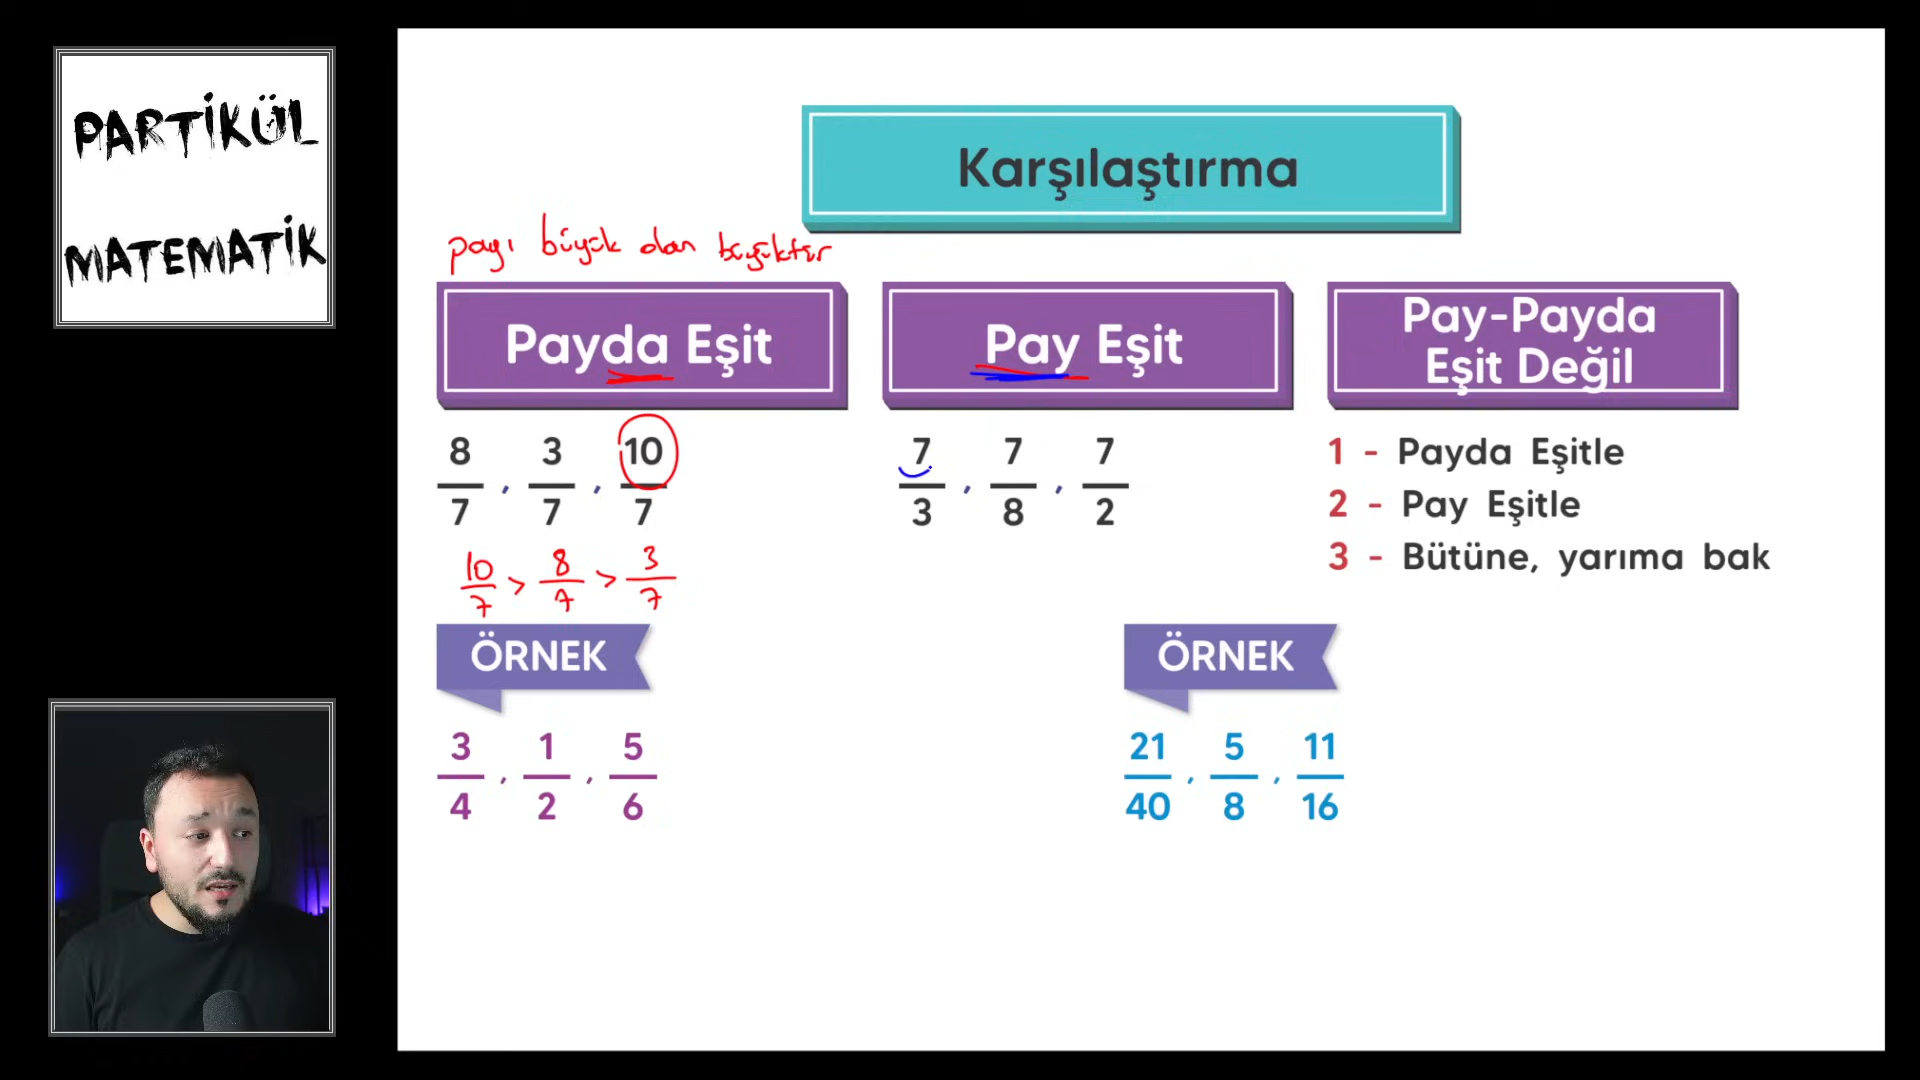 PARTİKÜL
MATEMATİK
Karşılaştırma
payı büyük olan büyüktür
Payda Eşit
8/7 , 3/7 , 10/7
10/7 > 8/7 > 3/7
Pay Eşit
7/3 , 7/8 , 7/2
Pay-Payda
Eşit Değil
1 - Payda Eşitle
2 - Pay Eşitle
3 - Bütüne, yarıma bak
ÖRNEK
3/4 , 1/2 , 5/6
ÖRNEK
21/40 , 5/8 , 11/16